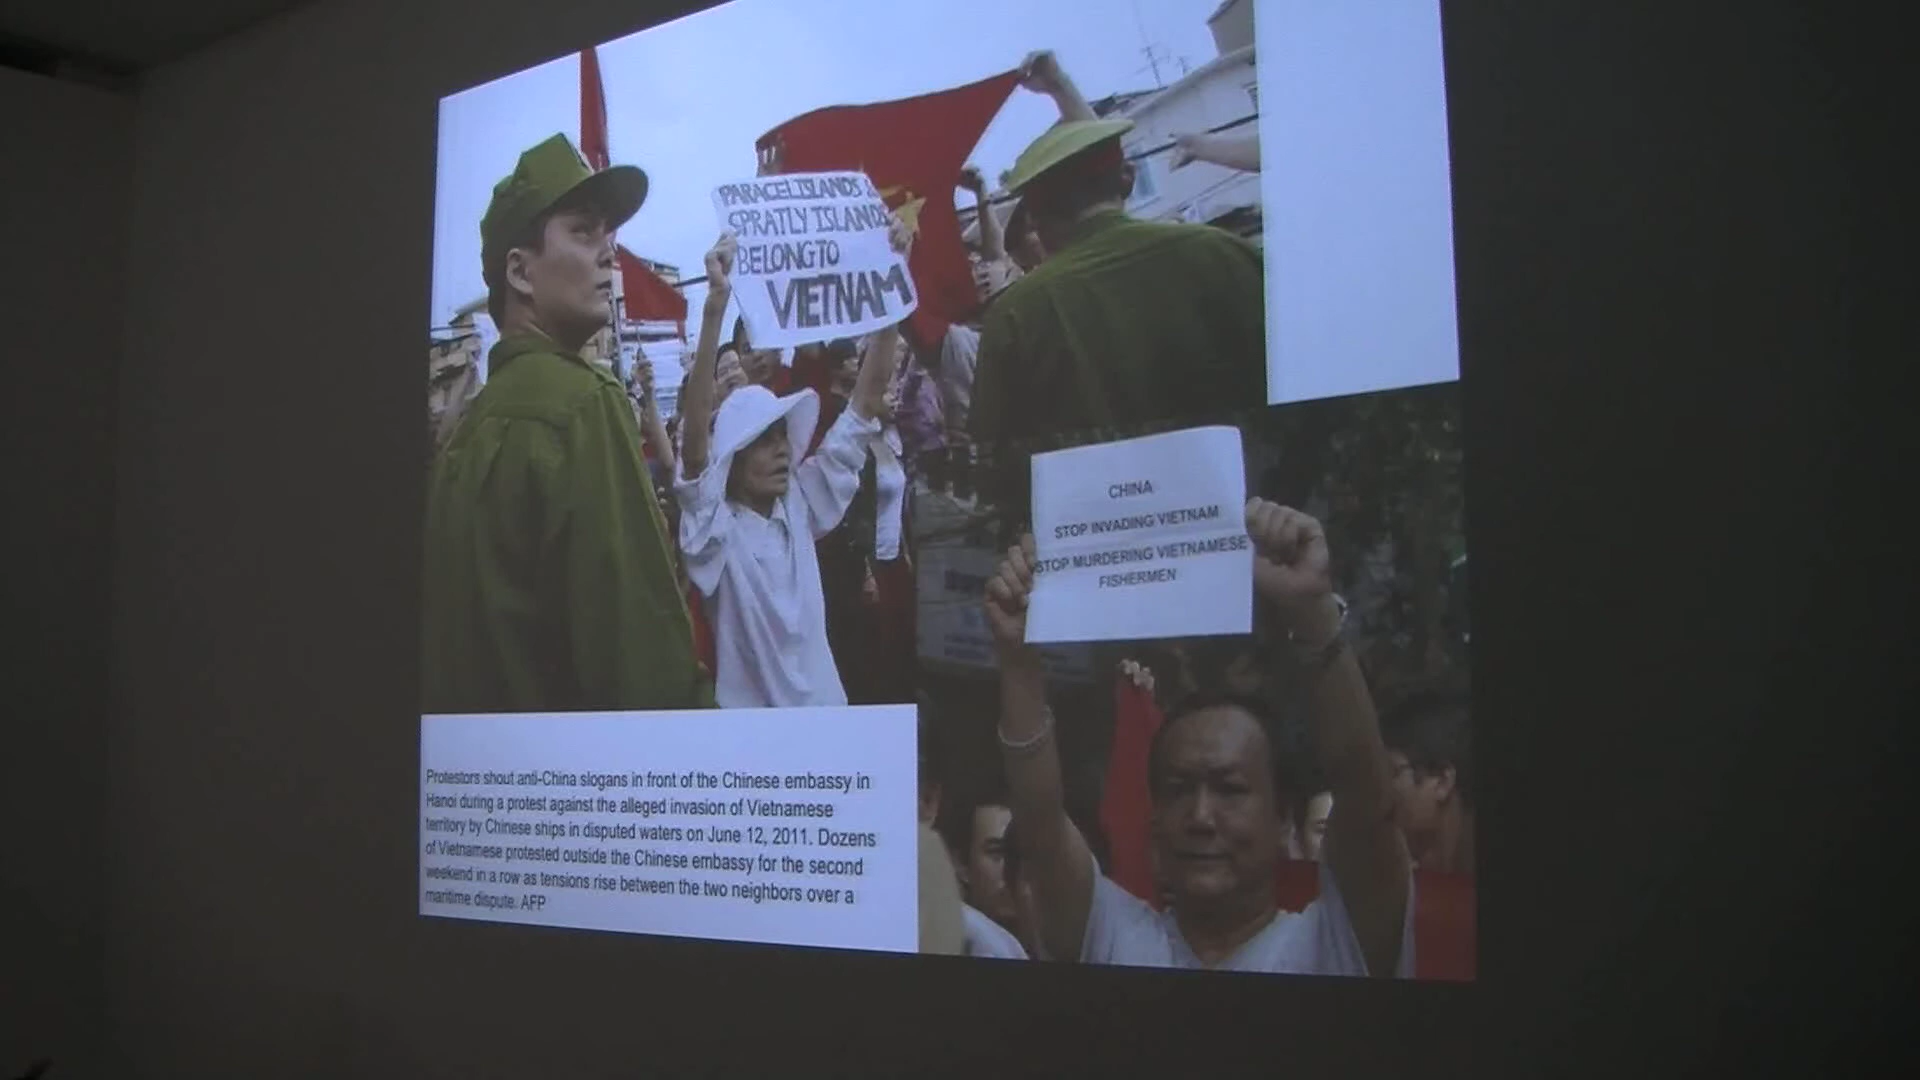 PARACEL ISLANDS &
SPRATLY ISLANDS
BELONG TO
VIETNAM
CHINA
STOP INVADING VIETNAM
STOP MURDERING VIETNAMESE
FISHERMEN
Protestors shout anti-China slogans in front of the Chinese embassy in
Hanoi during a protest against the alleged invasion of Vietnamese
territory by Chinese ships in disputed waters on June 12, 2011. Dozens
of Vietnamese protested outside the Chinese embassy for the second
weekend in a row as tensions rise between the two neighbors over a
maritime dispute. AFP